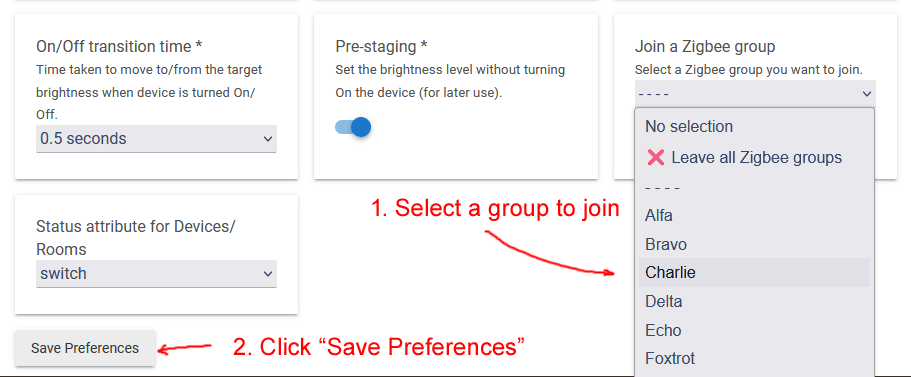 On/Off transition time *
Time taken to move to/from the target
brightness when device is turned On/
Off.
0.5 seconds
Pre-staging *
Set the brightness level without turning
On the device (for later use).
Join a Zigbee group
Select a Zigbee group you want to join.
- - - -
No selection
❌ Leave all Zigbee groups
- - - -
Alfa
Bravo
Charlie
Delta
Echo
Foxtrot
1. Select a group to join
Status attribute for Devices/
Rooms
switch
Save Preferences
2. Click “Save Preferences”